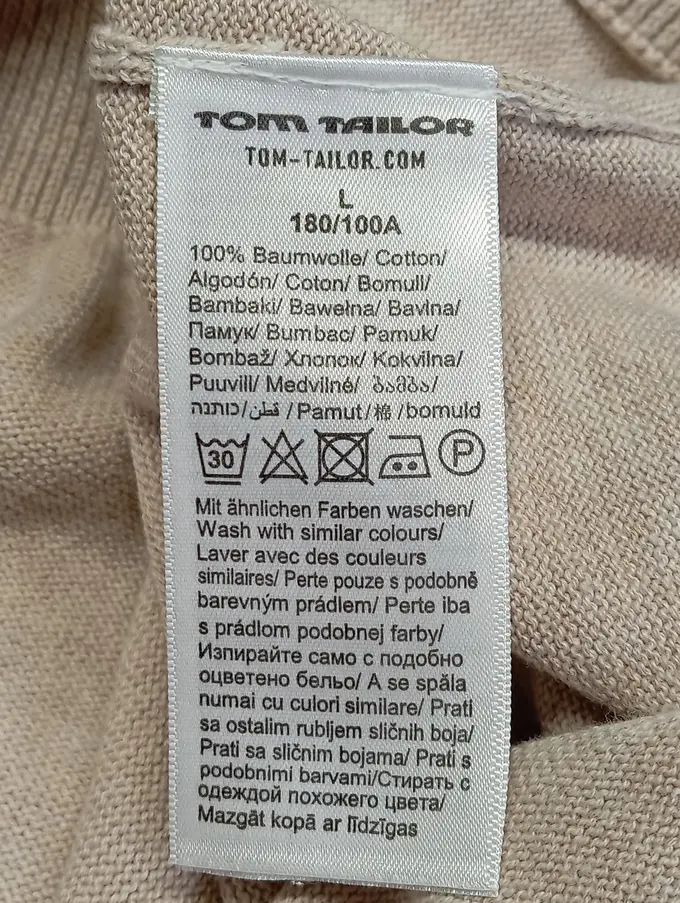 TOM TAILOR
TOM-TAILOR.COM
L
180/100A
100% Baumwolle/ Cotton/
Algodón/ Coton/ Bomull/
Bambaki/ Bawełna/ Bavlna/
Памук/ Bumbac/ Pamuk/
Bombaž/ Хлопок/ Kokvilna/
Puuvill/ Medvilné/ ბამბა/
כותנה/ قطن / Pamut/棉 /bomuld
30 P
Mit ähnlichen Farben waschen/
Wash with similar colours/
Laver avec des couleurs
similaires/ Perte pouze s podobně
barevným prádlem/ Perte iba
s prádlom podobnej farby/
Изпирайте само с подобно
оцветено бельо/ A se spăla
numai cu culori similare/ Prati
sa ostalim rubljem sličnih boja/
Prati sa sličnim bojama/ Prati s
podobnimi barvami/Стирать с
одеждой похожего цвета/
Mazgāt kopā ar līdzīgas